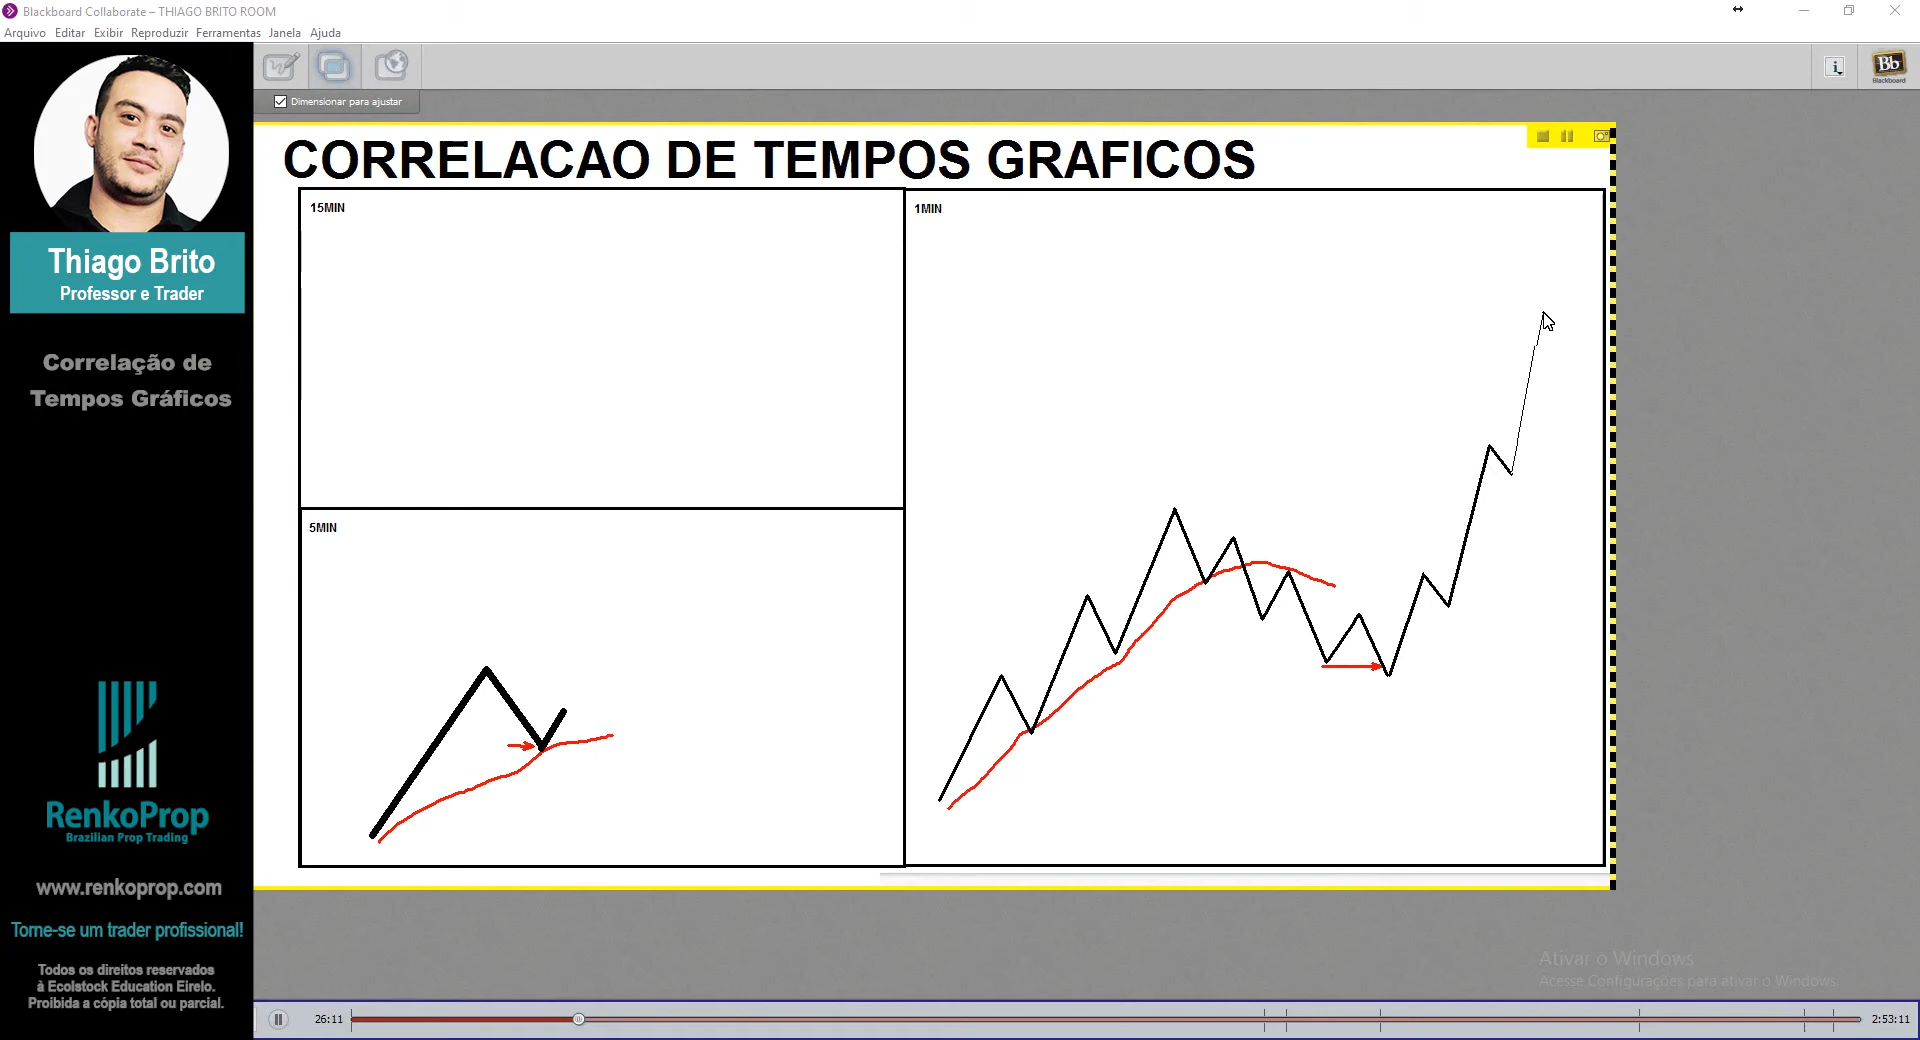 Blackboard Collaborate – THIAGO BRITO ROOM
Arquivo Editar Exibir Reproduzir Ferramentas Janela Ajuda
Dimensionar para ajustar
Bb
Blackboard
Thiago Brito
Professor e Trader
Correlação de
Tempos Gráficos
RenkoProp
Brazilian Prop Trading
www.renkoprop.com
Torne-se um trader profissional!
Todos os direitos reservados
à Ecolstock Education Eirelo.
Proibida a cópia total ou parcial.
CORRELACAO DE TEMPOS GRAFICOS
15MIN
1MIN
5MIN
Ativar o Windows
Acesse Configurações para ativar o Windows.
26:11
2:53:11